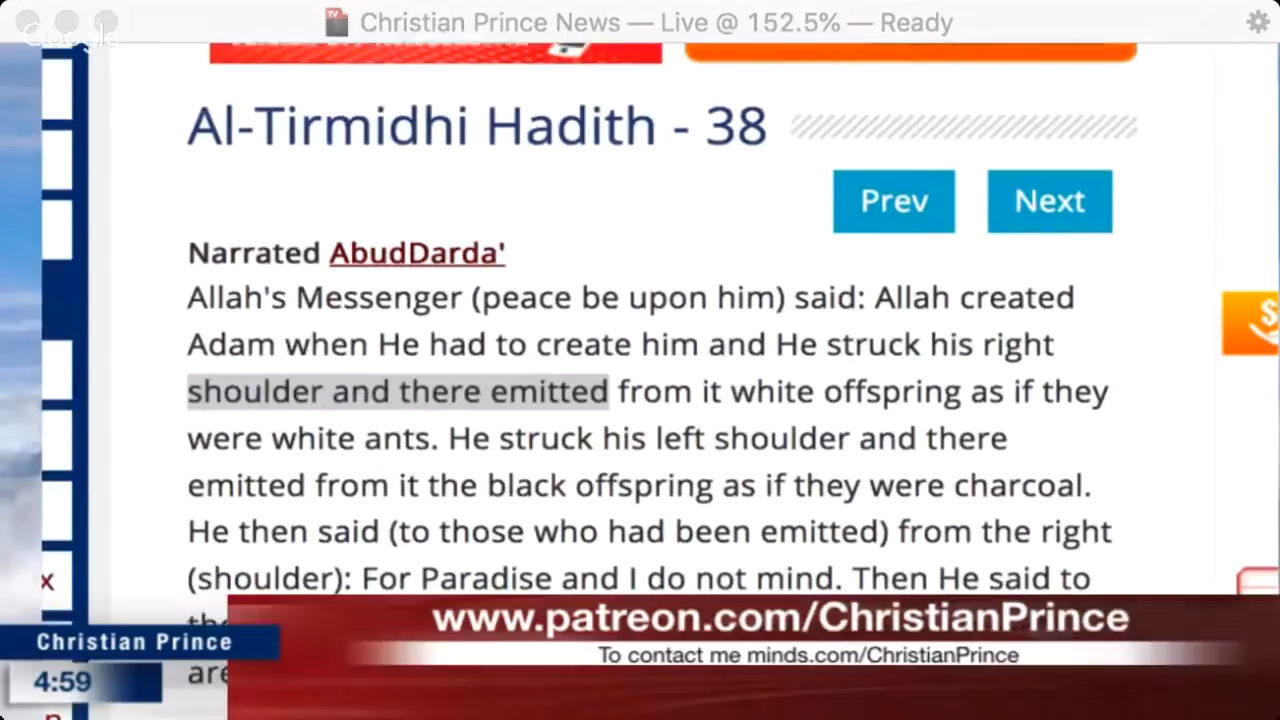 Christian Prince News — Live @ 152.5% — Ready
Google
Al-Tirmidhi Hadith - 38
Prev
Next
Narrated AbudDarda'
Allah's Messenger (peace be upon him) said: Allah created
Adam when He had to create him and He struck his right
shoulder and there emitted from it white offspring as if they
were white ants. He struck his left shoulder and there
emitted from it the black offspring as if they were charcoal.
He then said (to those who had been emitted) from the right
(shoulder): For Paradise and I do not mind. Then He said to
www.patreon.com/ChristianPrince
Christian Prince
To contact me minds.com/ChristianPrince
4:59
are
x
$